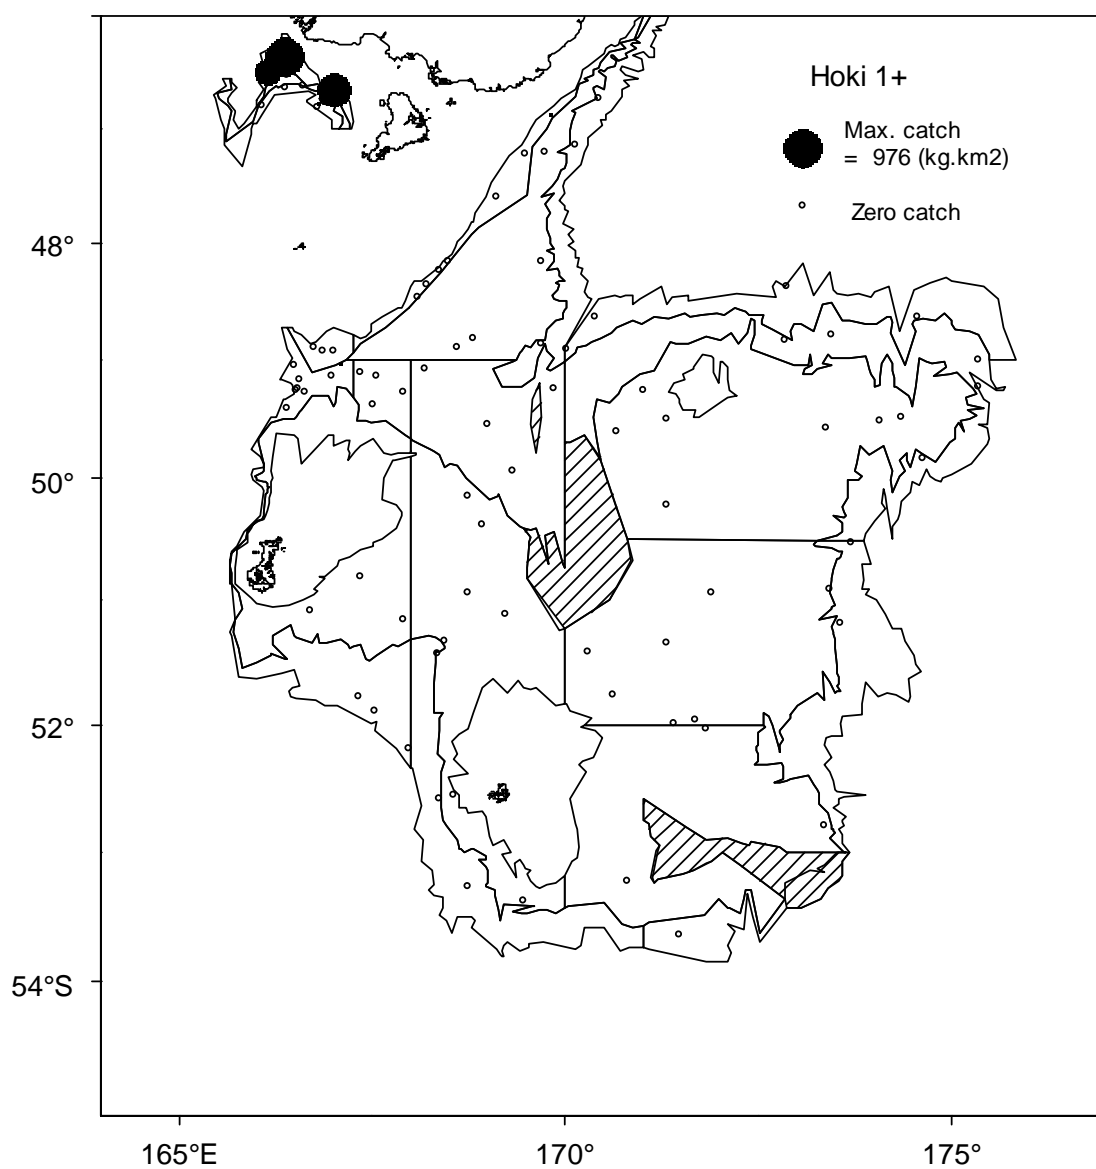 Hoki 1+
Max. catch
= 976 (kg.km2)
Zero catch
48°
50°
52°
54°S
165°E
170°
175°